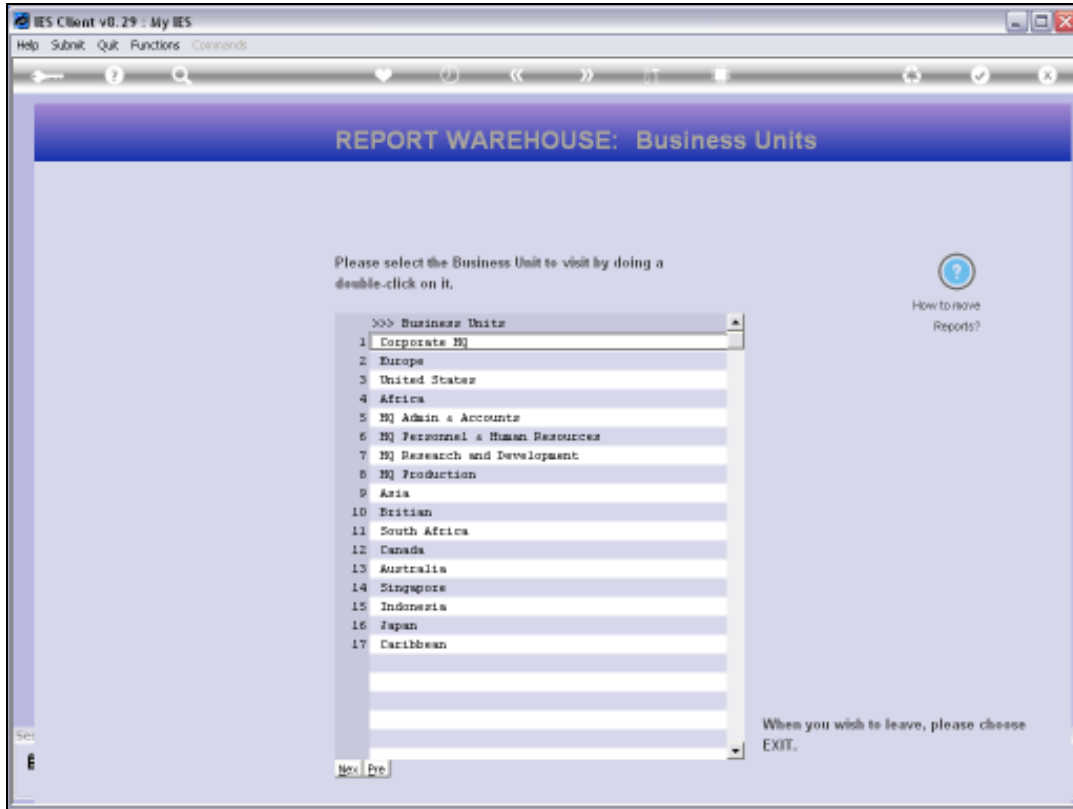 IES Client v8.29 : My IES
Help Submit Quit Functions Commands
REPORT WAREHOUSE: Business Units
Please select the Business Unit to visit by doing a
double-click on it.
How to move
Reports?
>>> Business Units
1 Corporate HQ
2 Europe
3 United States
4 Africa
5 HQ Admin & Accounts
6 HQ Personnel & Human Resources
7 HQ Research and Development
8 HQ Production
9 Asia
10 Britian
11 South Africa
12 Canada
13 Australia
14 Singapore
15 Indonesia
16 Japan
17 Caribbean
When you wish to leave, please choose
EXIT.
Sei
Nex Pre